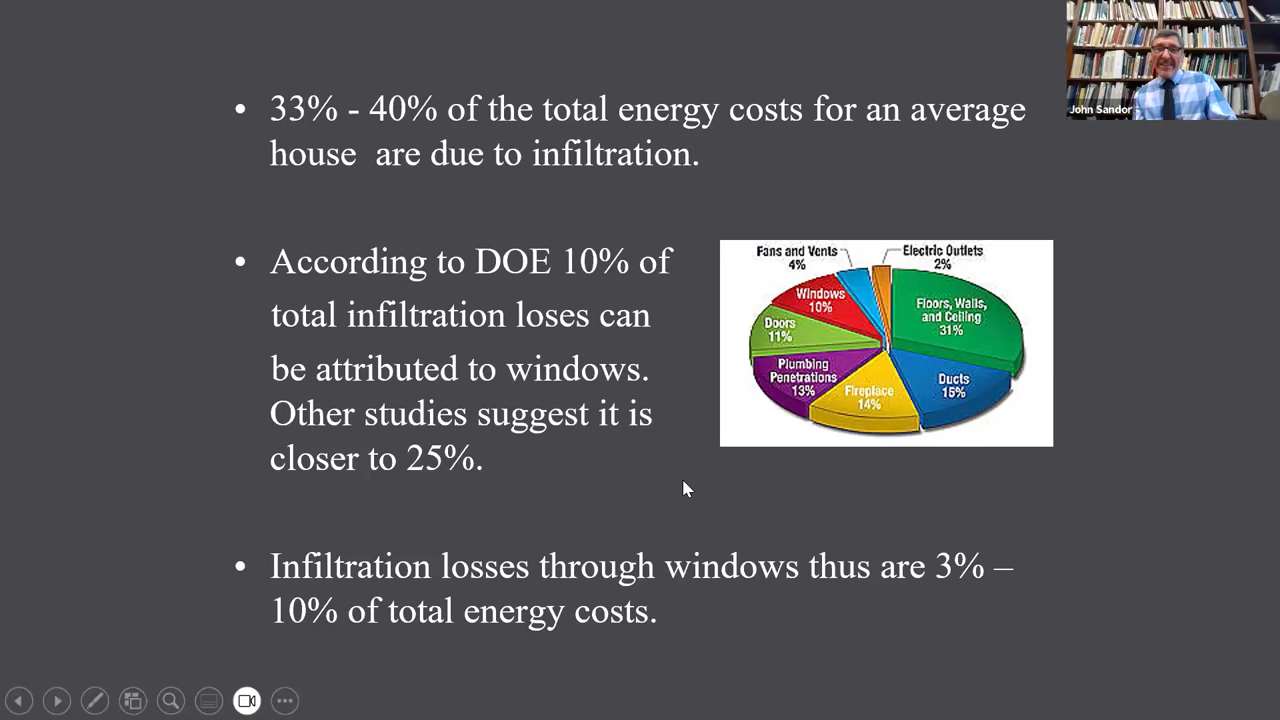 John Sandor
• 33% - 40% of the total energy costs for an average
house are due to infiltration.
• According to DOE 10% of
total infiltration loses can
be attributed to windows.
Other studies suggest it is
closer to 25%.
Fans and Vents
4%
Electric Outlets
2%
Windows
10%
Floors, Walls,
and Ceiling
31%
Doors
11%
Plumbing
Penetrations
13%
Fireplace
14%
Ducts
15%
• Infiltration losses through windows thus are 3% –
10% of total energy costs.